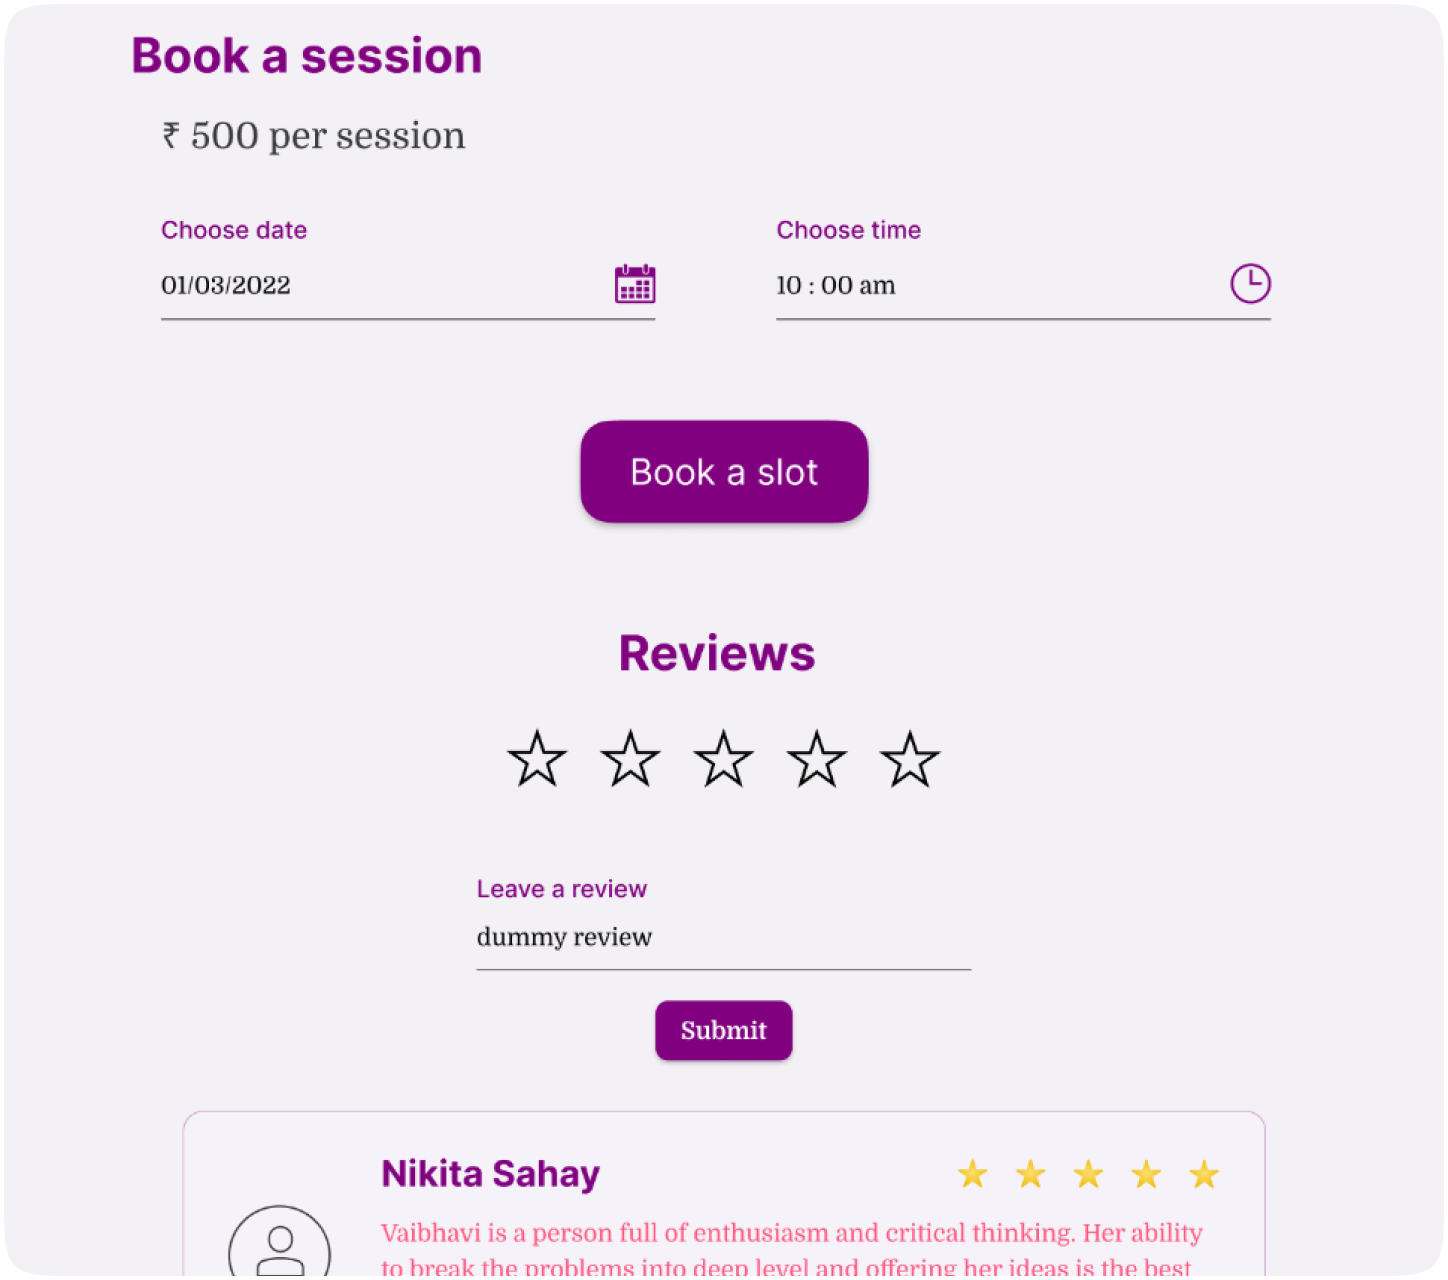 Book a session
₹ 500 per session
Choose date
Choose time
01/03/2022
10 : 00 am
Book a slot
Reviews
Leave a review
dummy review
Submit
Nikita Sahay
Vaibhavi is a person full of enthusiasm and critical thinking. Her ability
to break the problems into deep level and offering her ideas is the best